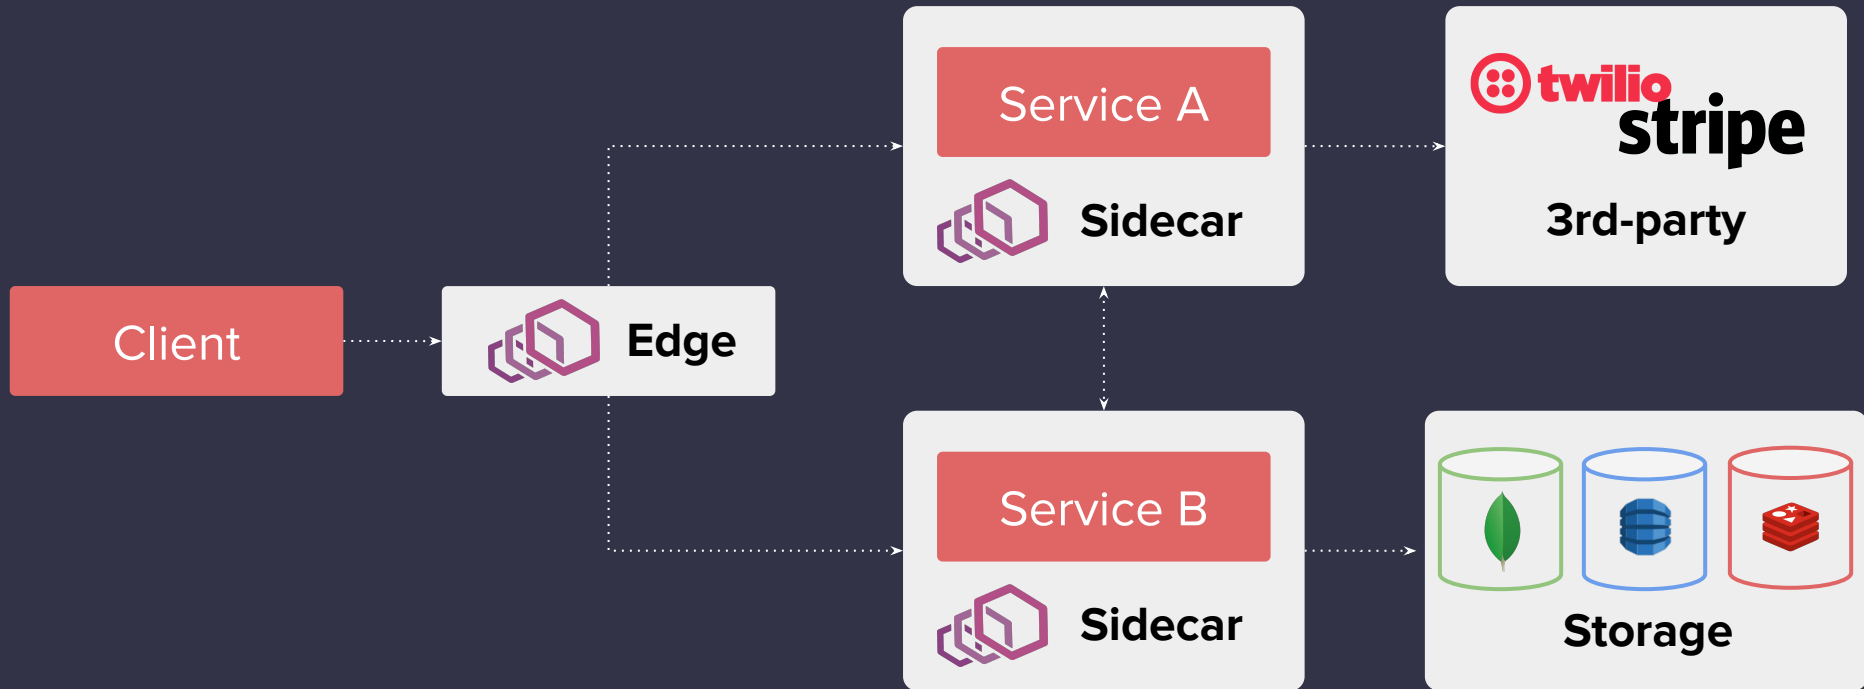 Client
Edge
Service A
Sidecar
twilio
stripe
3rd-party
Service B
Sidecar
Storage